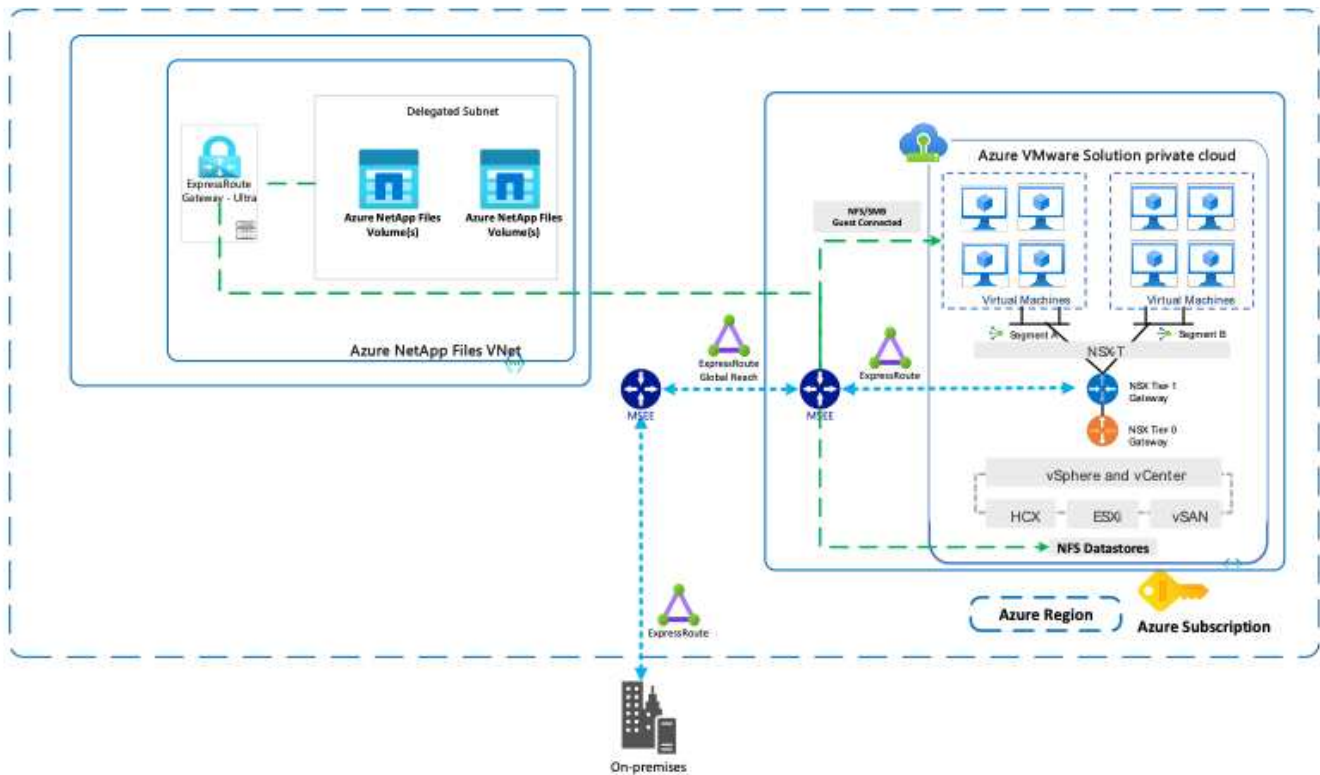 Delegated Subnet
ExpressRoute
Gateway - Ultra
Azure NetApp Files
Volume(s)
Azure NetApp Files
Volume(s)
Azure NetApp Files VNet
Azure VMware Solution private cloud
NFS/SMB
Guest Connected
Virtual Machines
Virtual Machines
Segment A
Segment B
NSX-T
ExpressRoute
Global Reach
ExpressRoute
MSEE
MSEE
NSX Tier 1
Gateway
NSX Tier 0
Gateway
vSphere and vCenter
HCX
ESXi
vSAN
NFS Datastores
ExpressRoute
Azure Region
Azure Subscription
On-premises